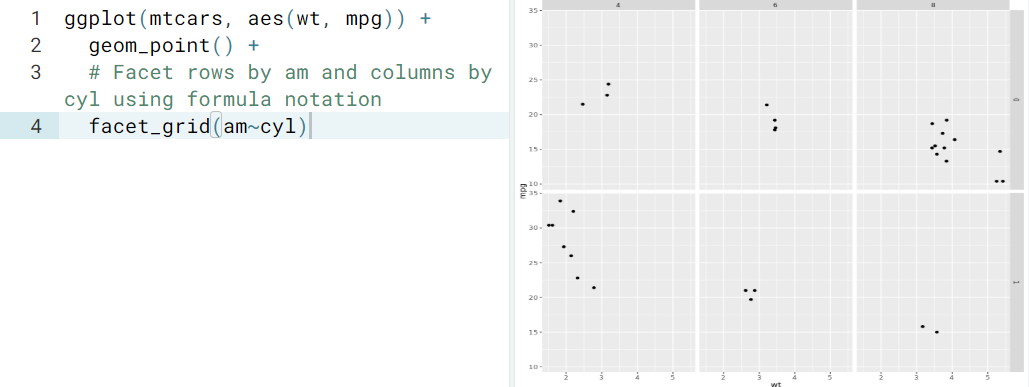 1 ggplot(mtcars, aes(wt, mpg)) +
2 geom_point() +
3 # Facet rows by am and columns by
cyl using formula notation
4 facet_grid(am~cyl)
4 6 8
35
30
25
20
15
10
0
mpg
35
30
25
20
15
10
1
2 3 4 5 2 3 4 5 2 3 4 5
wt